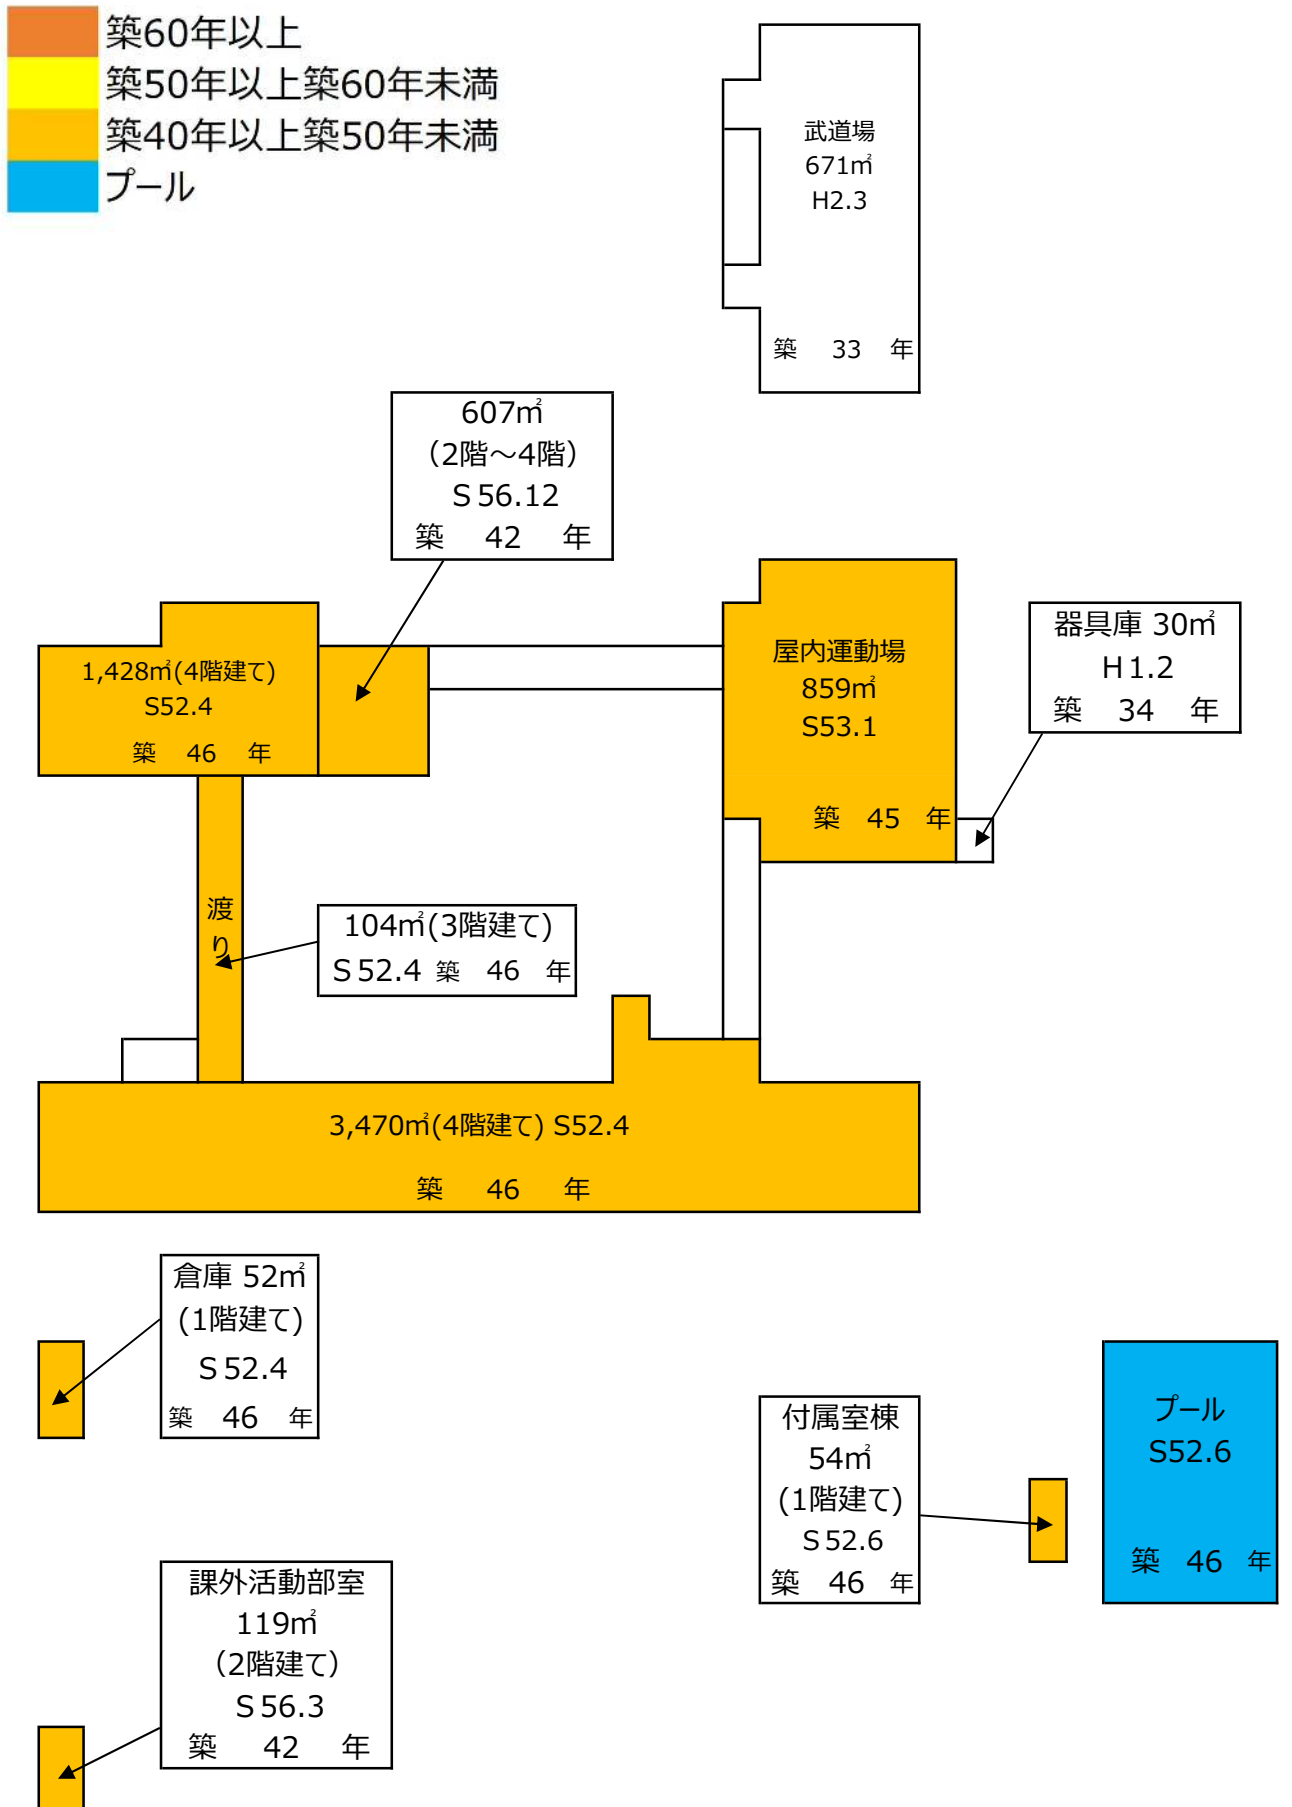 築60年以上
築50年以上築60年未満
築40年以上築50年未満
プール
武道場
671㎡
H2.3
築 33 年
607㎡
（2階～4階）
Ｓ56.12
築 42 年
1,428㎡(4階建て)
S52.4
築 46 年
屋内運動場
859㎡
S53.1
築 45 年
器具庫 30㎡
Ｈ1.2
築 34 年
渡り
104㎡(3階建て)
Ｓ52.4 築 46 年
3,470㎡(4階建て) S52.4
築 46 年
倉庫 52㎡
(1階建て)
Ｓ52.4
築 46 年
付属室棟
54㎡
(1階建て)
Ｓ52.6
築 46 年
プール
S52.6
築 46 年
課外活動部室
119㎡
（2階建て）
Ｓ56.3
築 42 年